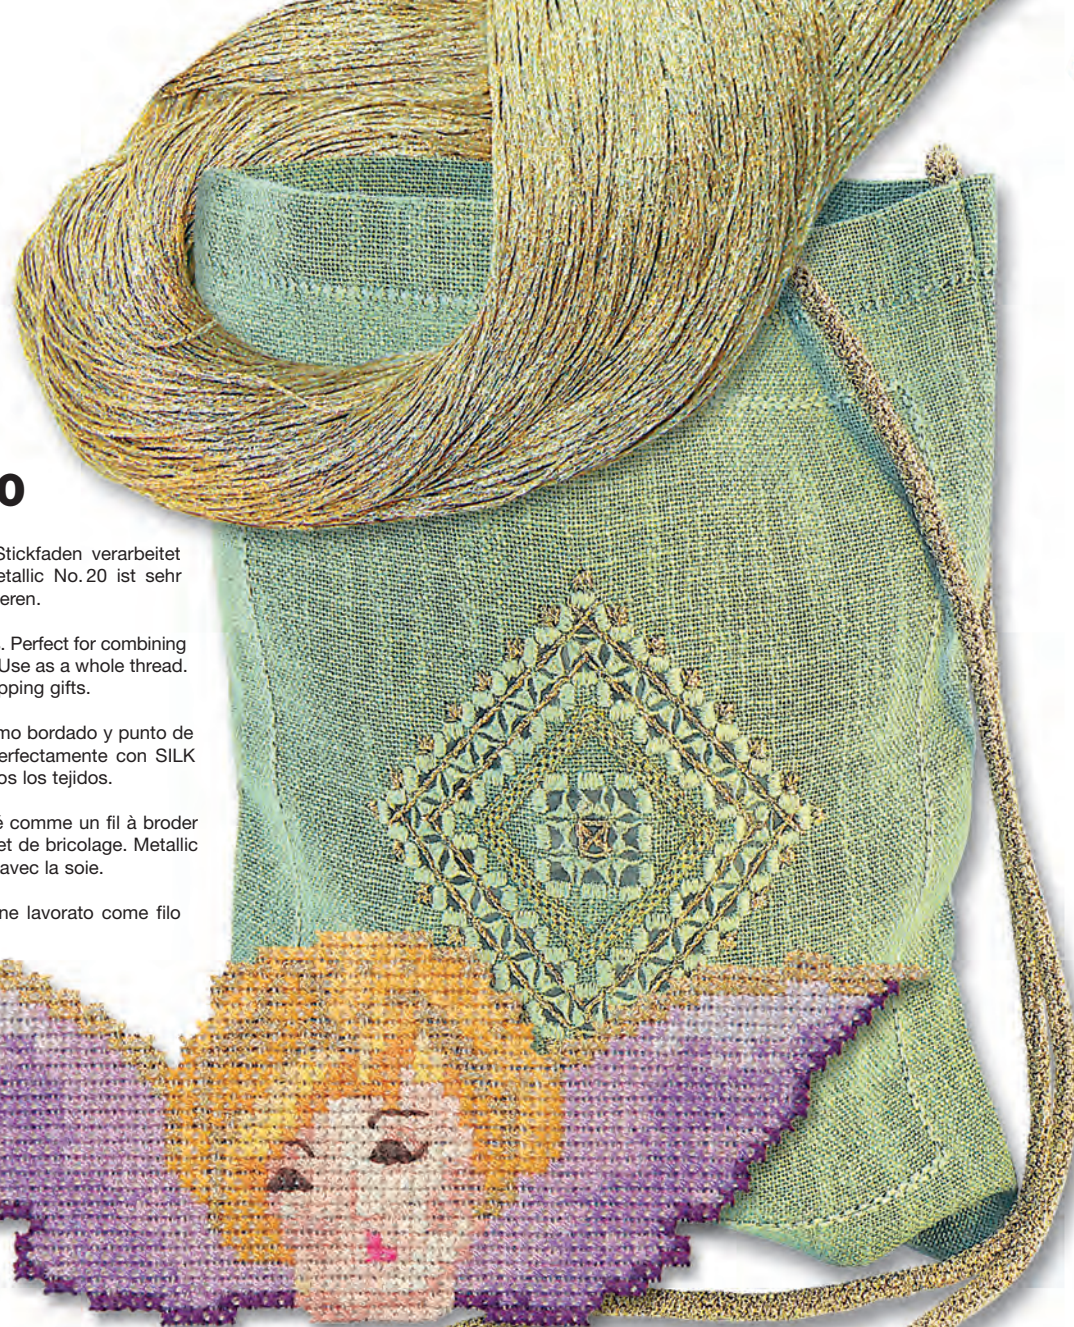 0
Stickfaden verarbeitet
etallic No. 20 ist sehr
eren.
. Perfect for combining
Use as a whole thread.
pping gifts.
mo bordado y punto de
erfectamente con SILK
os los tejidos.
é comme un fil à broder
et de bricolage. Metallic
avec la soie.
ne lavorato come filo